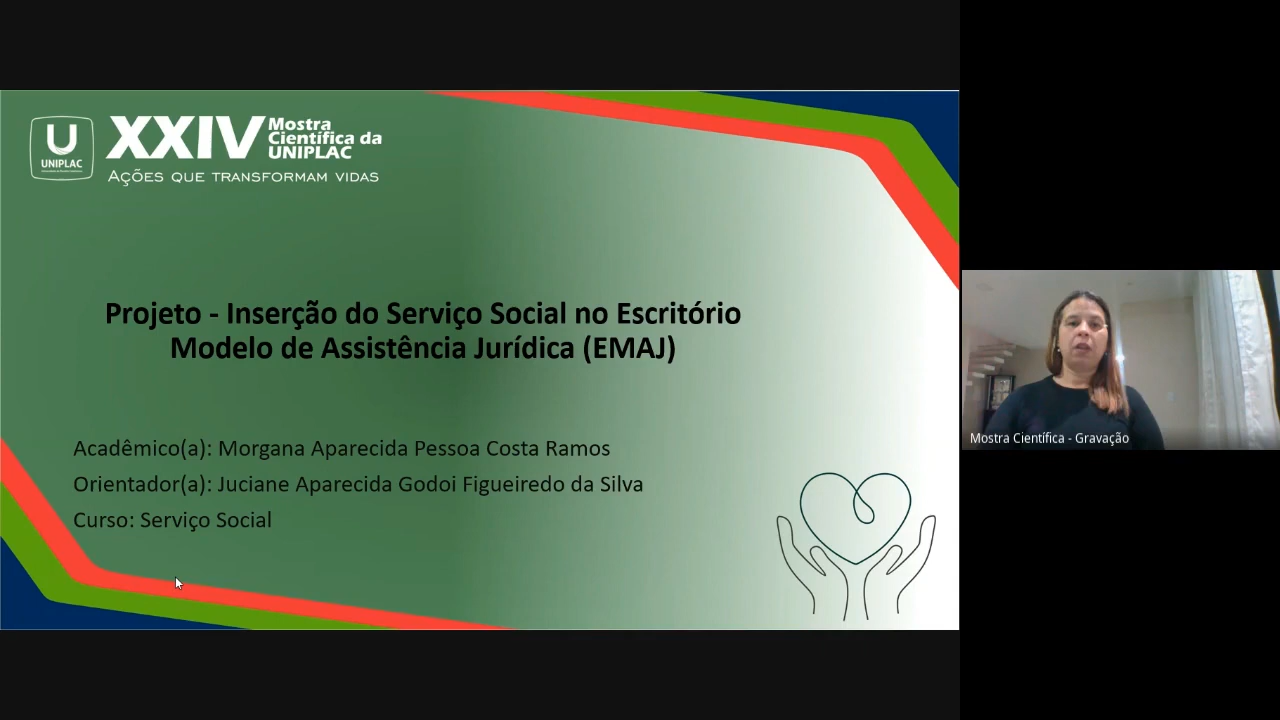 U
UNIPLAC
XXIV
Mostra
Científica da
UNIPLAC
AÇÕES QUE TRANSFORMAM VIDAS
Projeto - Inserção do Serviço Social no Escritório
Modelo de Assistência Jurídica (EMAJ)
Acadêmico(a): Morgana Aparecida Pessoa Costa Ramos
Orientador(a): Juciane Aparecida Godoi Figueiredo da Silva
Curso: Serviço Social
Mostra Científica - Gravação